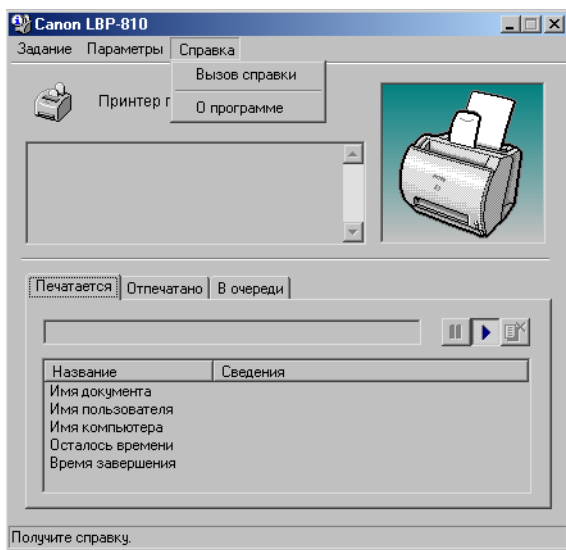 Canon LBP-810
Задание Параметры Справка
Вызов справки
Принтер г
О программе
Печатается Отпечатано В очереди
Название Сведения
Имя документа
Имя пользователя
Имя компьютера
Осталось времени
Время завершения
Получите справку.